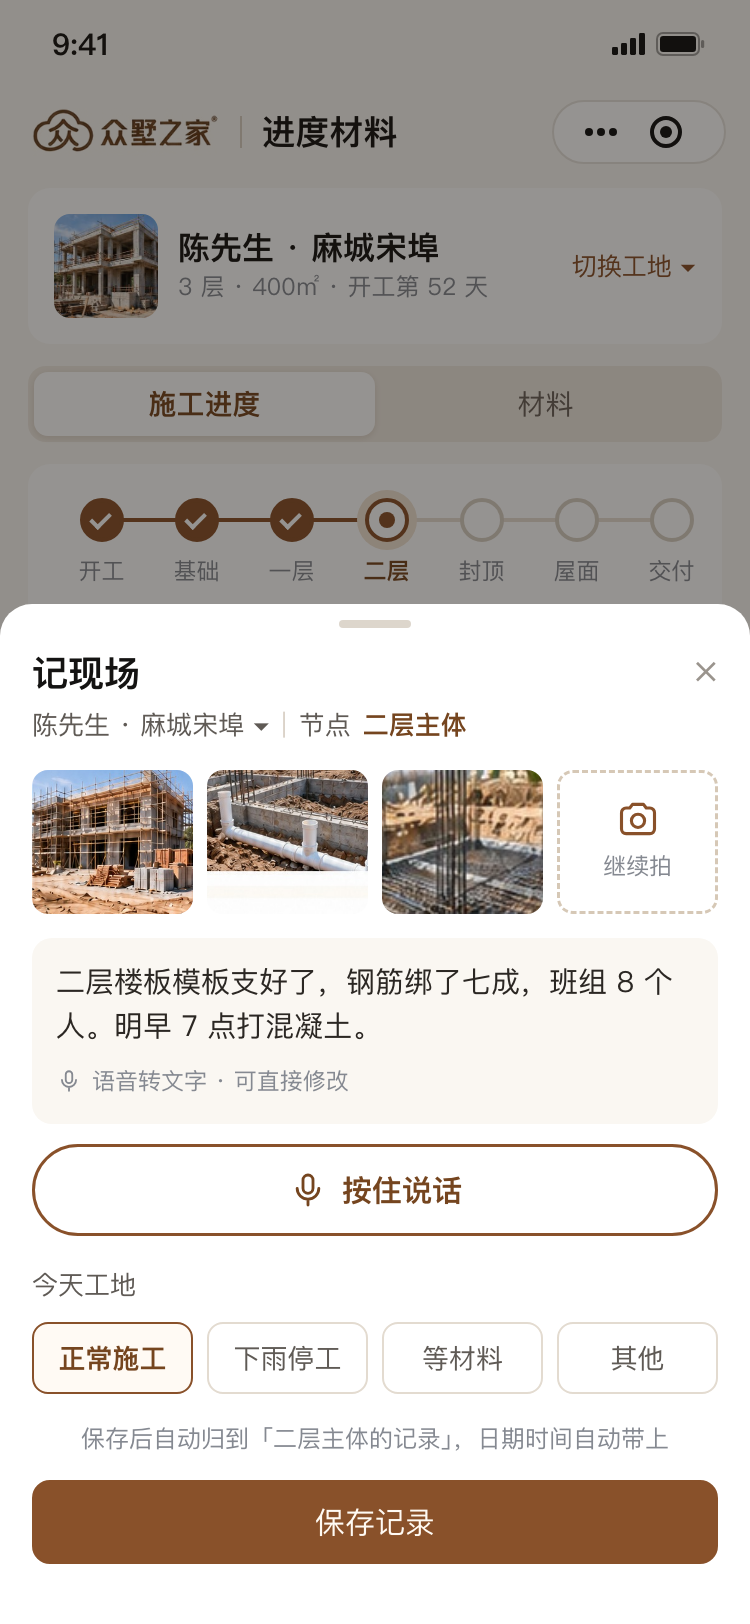 9:41
众墅之家®
进度材料
陈先生 · 麻城宋埠
3 层 · 400㎡ · 开工第 52 天
切换工地
施工进度
材料
开工
基础
一层
二层
封顶
屋面
交付
记现场
陈先生 · 麻城宋埠
节点 二层主体
继续拍
二层楼板模板支好了，钢筋绑了七成，班组 8 个
人。明早 7 点打混凝土。
语音转文字 · 可直接修改
按住说话
今天工地
正常施工
下雨停工
等材料
其他
保存后自动归到「二层主体的记录」，日期时间自动带上
保存记录